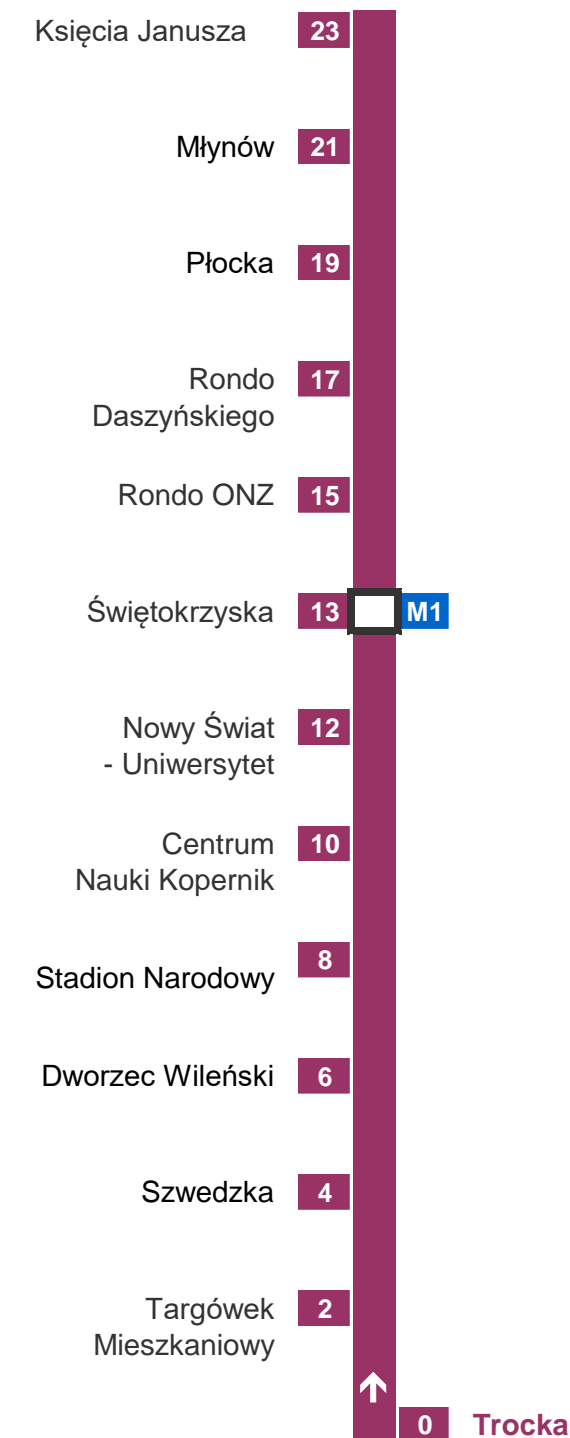 Księcia Janusza 23
Młynów 21
Płocka 19
Rondo 17
Daszyńskiego
Rondo ONZ 15
Świętokrzyska 13 M1
Nowy Świat 12
- Uniwersytet
Centrum 10
Nauki Kopernik
8
Stadion Narodowy
Dworzec Wileński 6
Szwedzka 4
Targówek 2
Mieszkaniowy
0 Trocka